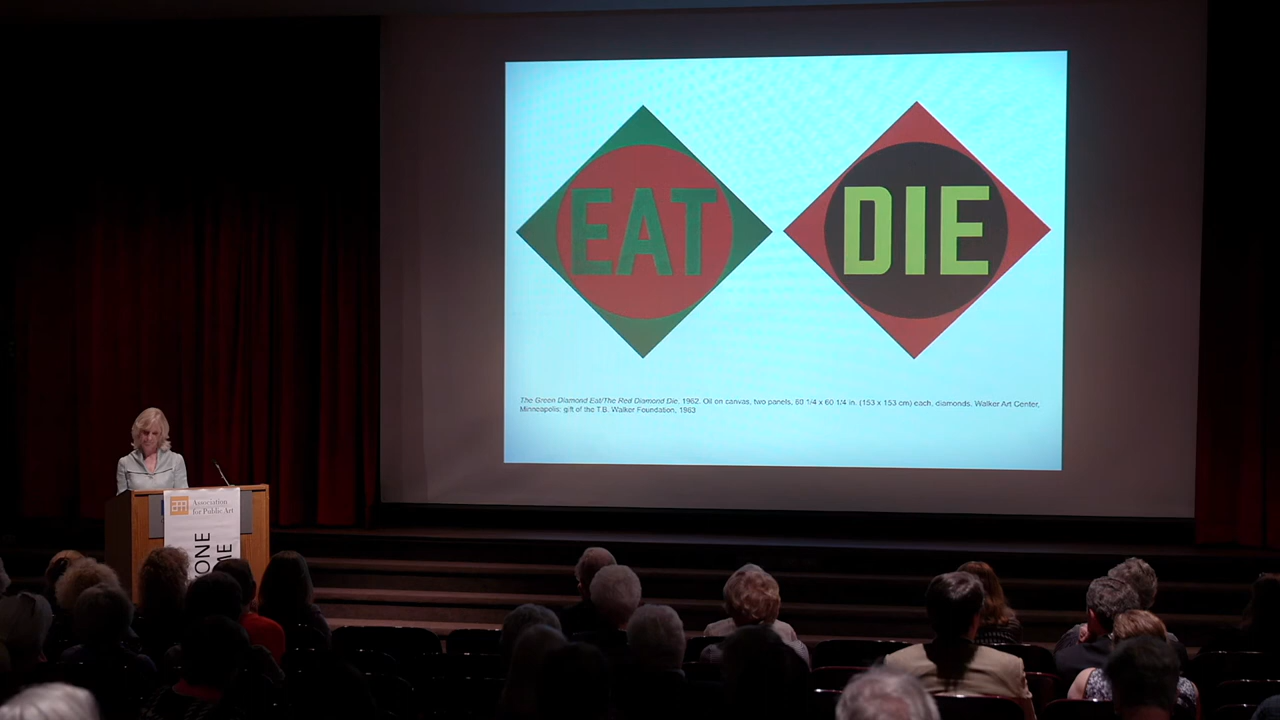 EAT
DIE
The Green Diamond Eat/The Red Diamond Die, 1962. Oil on canvas, two panels, 60 1/4 x 60 1/4 in. (153 x 153 cm) each, diamonds. Walker Art Center,
Minneapolis; gift of the T.B. Walker Foundation, 1963
Association
for Public Art
ONE
ME